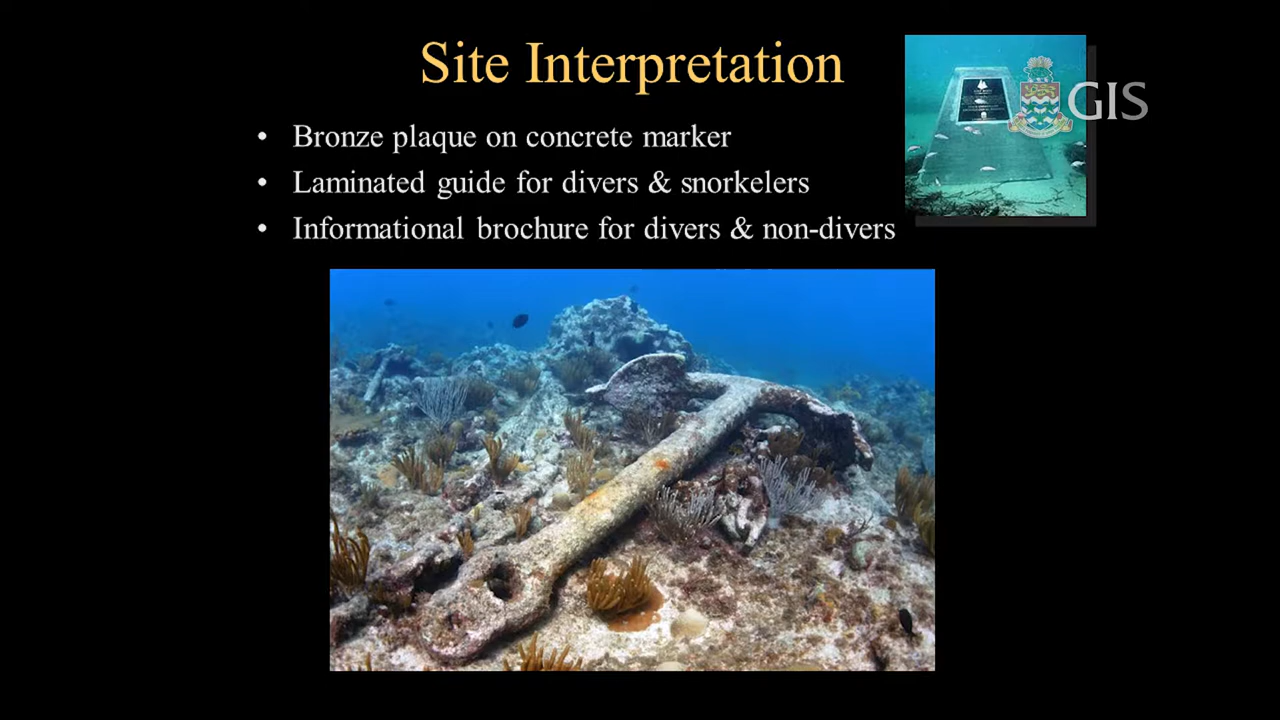 Site Interpretation
• Bronze plaque on concrete marker
• Laminated guide for divers & snorkelers
• Informational brochure for divers & non-divers
GIS